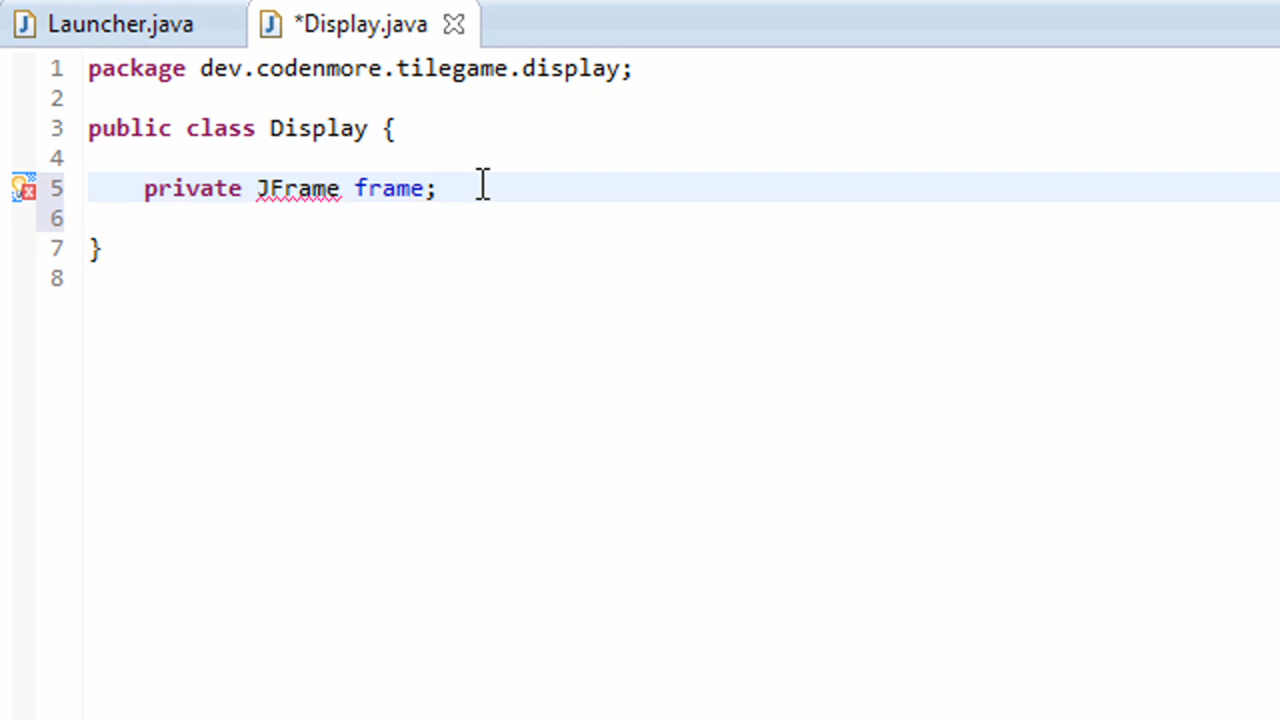 Launcher.java *Display.java
1 package dev.codenmore.tilegame.display;
2
3 public class Display {
4
5 private JFrame frame;
6
7 }
8